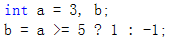 int a = 3, b;
b = a >= 5 ? 1 : -1;